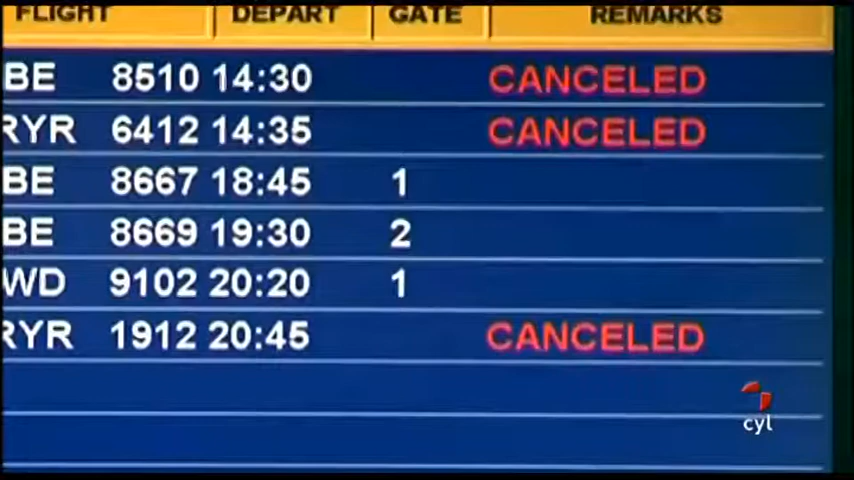 FLIGHT DEPART GATE REMARKS
BE 8510 14:30 CANCELED
RYR 6412 14:35 CANCELED
BE 8667 18:45 1
BE 8669 19:30 2
WD 9102 20:20 1
RYR 1912 20:45 CANCELED
cyl